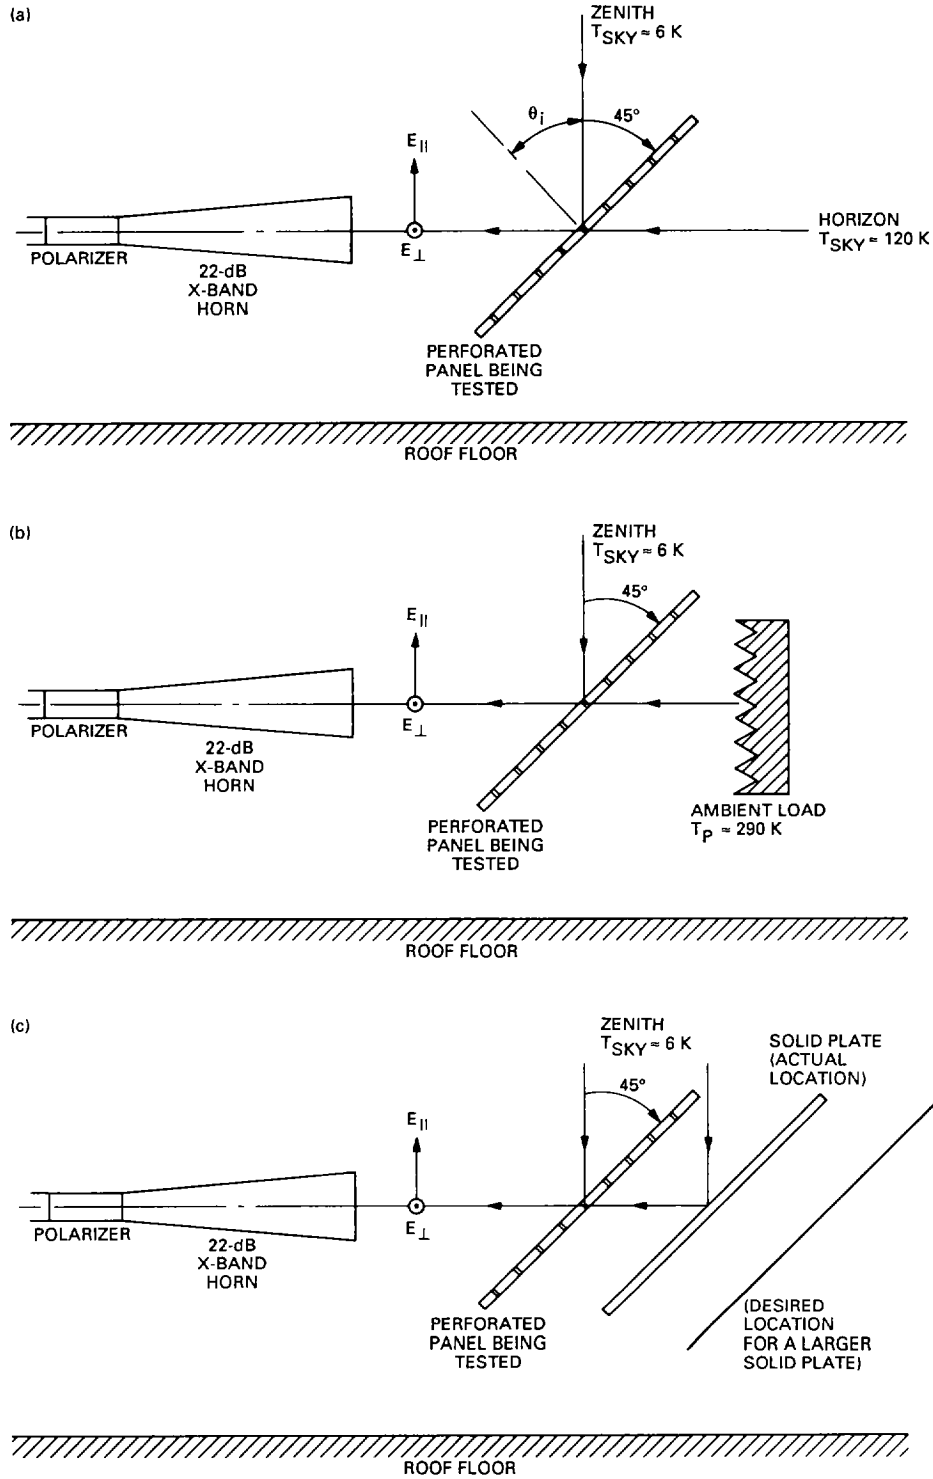 (a)
ZENITH
T_SKY ≈ 6 K
θi
45°
E||
E⊥
HORIZON
T_SKY ≈ 120 K
POLARIZER
22-dB
X-BAND
HORN
PERFORATED
PANEL BEING
TESTED
ROOF FLOOR
(b)
ZENITH
T_SKY ≈ 6 K
45°
E||
E⊥
POLARIZER
22-dB
X-BAND
HORN
PERFORATED
PANEL BEING
TESTED
AMBIENT LOAD
T_P ≈ 290 K
ROOF FLOOR
(c)
ZENITH
T_SKY ≈ 6 K
SOLID PLATE
(ACTUAL
LOCATION)
45°
E||
E⊥
POLARIZER
22-dB
X-BAND
HORN
PERFORATED
PANEL BEING
TESTED
(DESIRED
LOCATION
FOR A LARGER
SOLID PLATE)
ROOF FLOOR